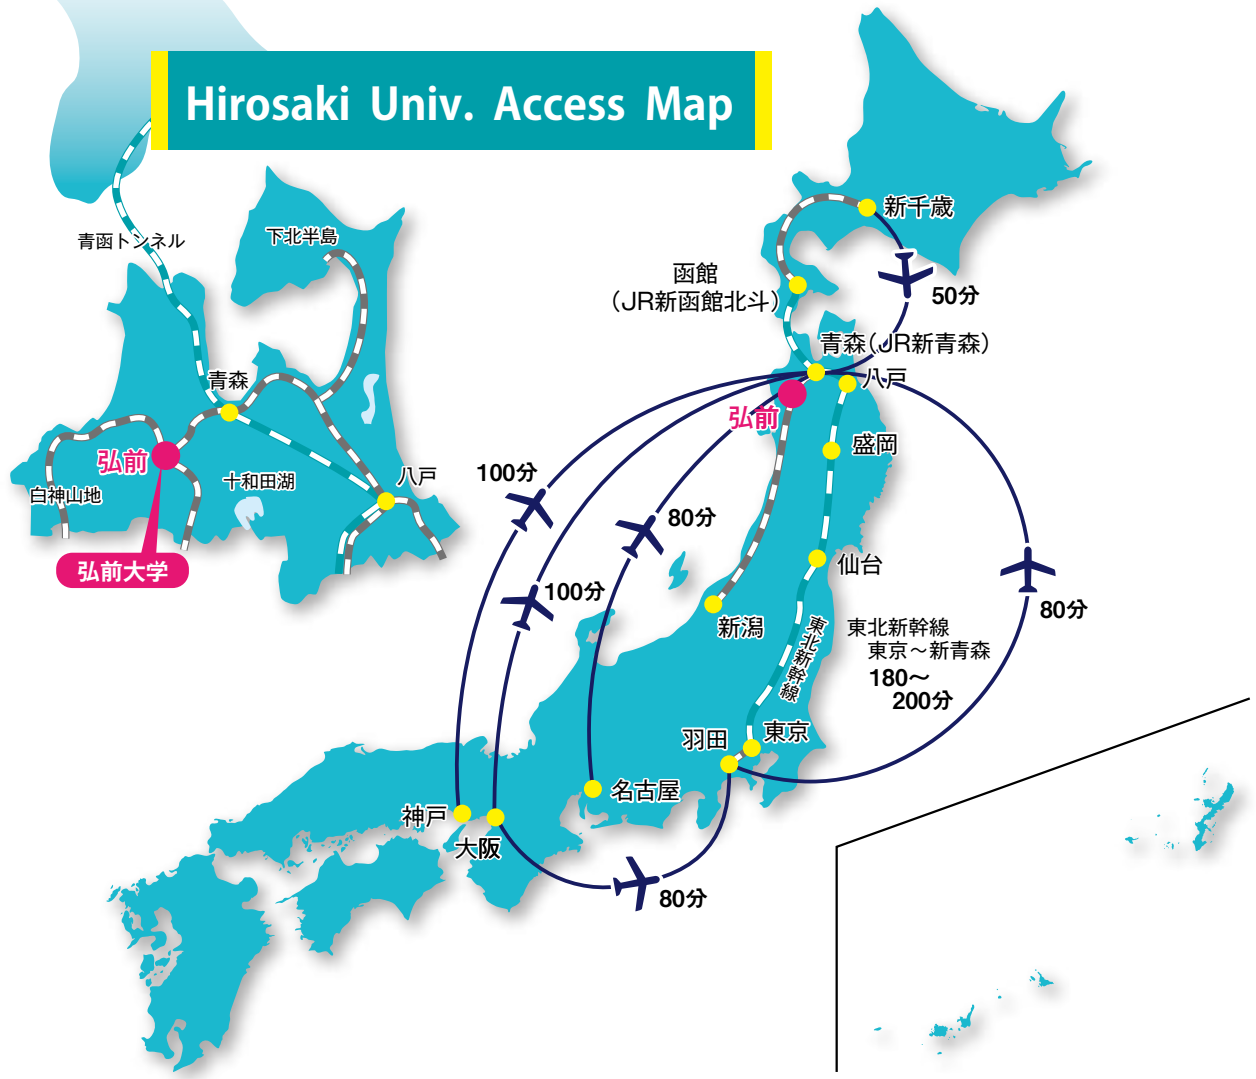 Hirosaki Univ. Access Map
青函トンネル
下北半島
青森
弘前
白神山地
十和田湖
八戸
弘前大学
新千歳
函館
（JR新函館北斗）
50分
青森（JR新青森）
八戸
弘前
盛岡
100分
80分
仙台
100分
80分
新潟
東北新幹線
東北新幹線
東京～新青森
180～
200分
羽田
東京
名古屋
神戸
大阪
80分